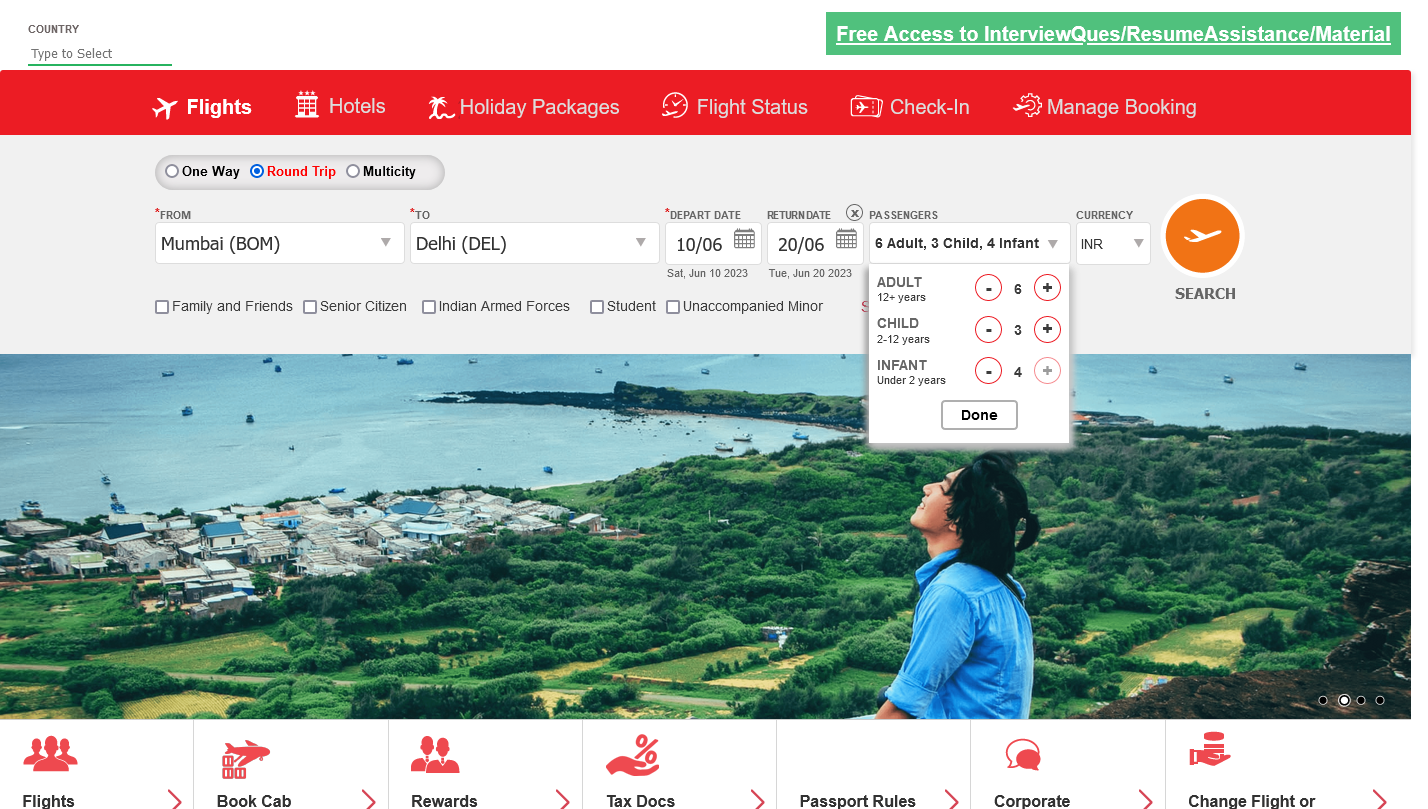 COUNTRY
Type to Select
Free Access to InterviewQues/ResumeAssistance/Material
Flights
Hotels
Holiday Packages
Flight Status
Check-In
Manage Booking
One Way
Round Trip
Multicity
*FROM
Mumbai (BOM)
*TO
Delhi (DEL)
*DEPART DATE
10/06
Sat, Jun 10 2023
RETURN DATE
x
20/06
Tue, Jun 20 2023
PASSENGERS
6 Adult, 3 Child, 4 Infant
CURRENCY
INR
SEARCH
ADULT
12+ years
- 6 +
CHILD
2-12 years
- 3 +
INFANT
Under 2 years
- 4 +
Done
Family and Friends
Senior Citizen
Indian Armed Forces
Student
Unaccompanied Minor
Flights
Book Cab
Rewards
Tax Docs
Passport Rules
Corporate
Change Flight or